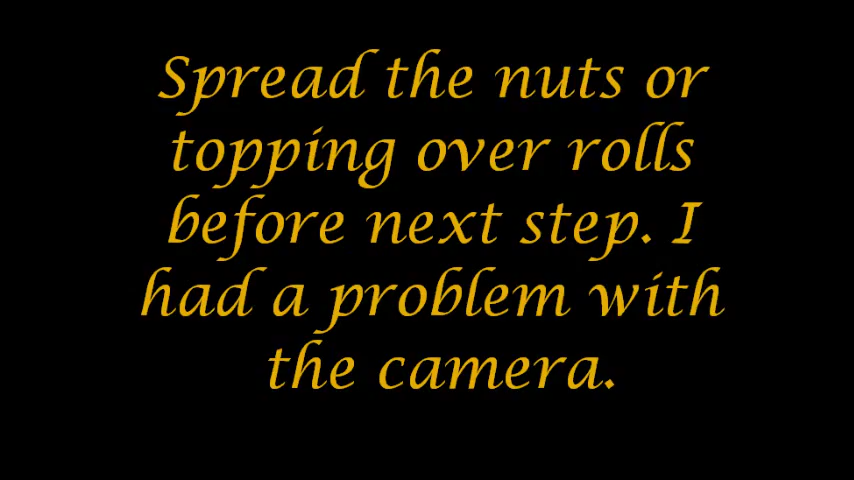 Spread the nuts or
topping over rolls
before next step. I
had a problem with
the camera.